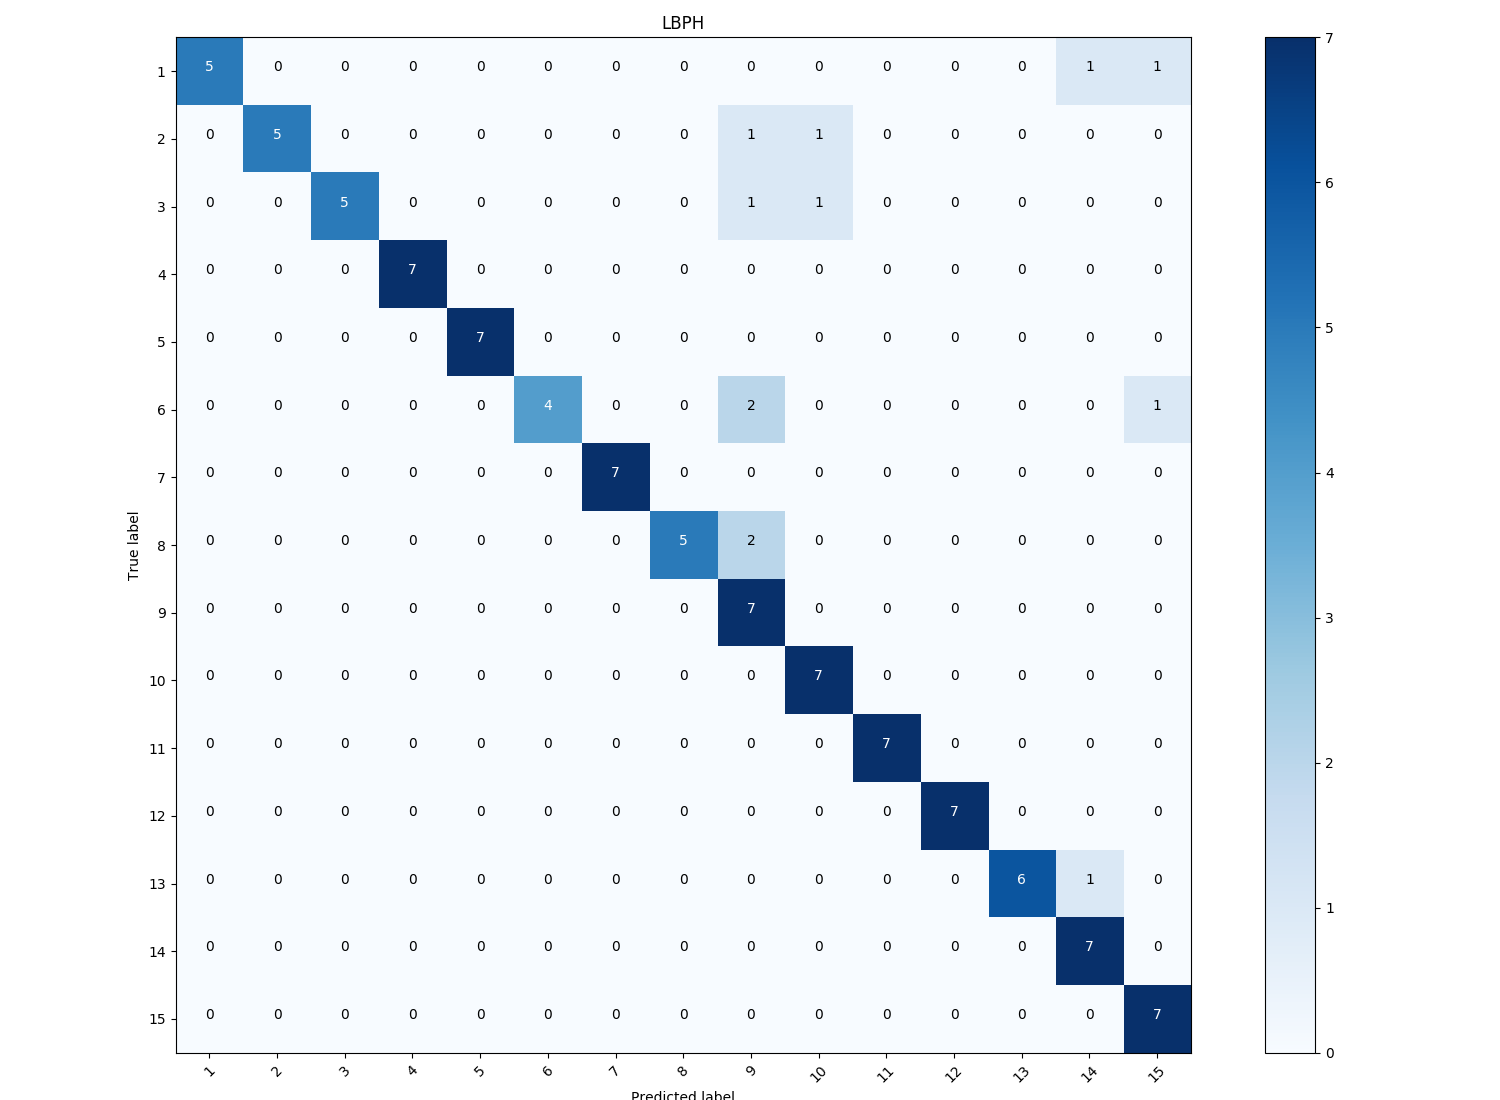 LBPH
1 5 0 0 0 0 0 0 0 0 0 0 0 0 1 1
2 0 5 0 0 0 0 0 0 1 1 0 0 0 0 0
3 0 0 5 0 0 0 0 0 1 1 0 0 0 0 0
4 0 0 0 7 0 0 0 0 0 0 0 0 0 0 0
5 0 0 0 0 7 0 0 0 0 0 0 0 0 0 0
6 0 0 0 0 0 4 0 0 2 0 0 0 0 0 1
7 0 0 0 0 0 0 7 0 0 0 0 0 0 0 0
8 0 0 0 0 0 0 0 5 2 0 0 0 0 0 0
9 0 0 0 0 0 0 0 0 7 0 0 0 0 0 0
10 0 0 0 0 0 0 0 0 0 7 0 0 0 0 0
11 0 0 0 0 0 0 0 0 0 0 7 0 0 0 0
12 0 0 0 0 0 0 0 0 0 0 0 7 0 0 0
13 0 0 0 0 0 0 0 0 0 0 0 0 6 1 0
14 0 0 0 0 0 0 0 0 0 0 0 0 0 7 0
15 0 0 0 0 0 0 0 0 0 0 0 0 0 0 7
True label
1 2 3 4 5 6 7 8 9 10 11 12 13 14 15
Predicted label
7
6
5
4
3
2
1
0